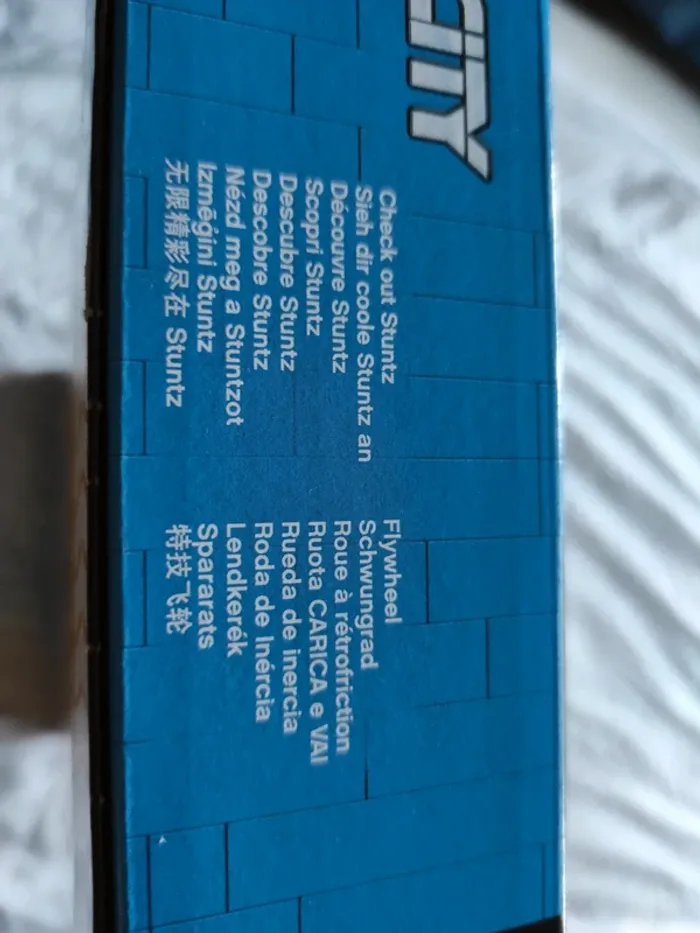 CITY
Check out Stuntz
Sieh dir coole Stuntz an
Découvre Stuntz
Scopri Stuntz
Descubre Stuntz
Descobre Stuntz
Nézd meg a Stuntzot
Izmēģini Stuntz
无限精彩尽在 Stuntz
Flywheel
Schwungrad
Roue à rétrofriction
Ruota CARICA e VAI
Rueda de inercia
Roda de Inércia
Lendkerék
Spararats
特技飞轮